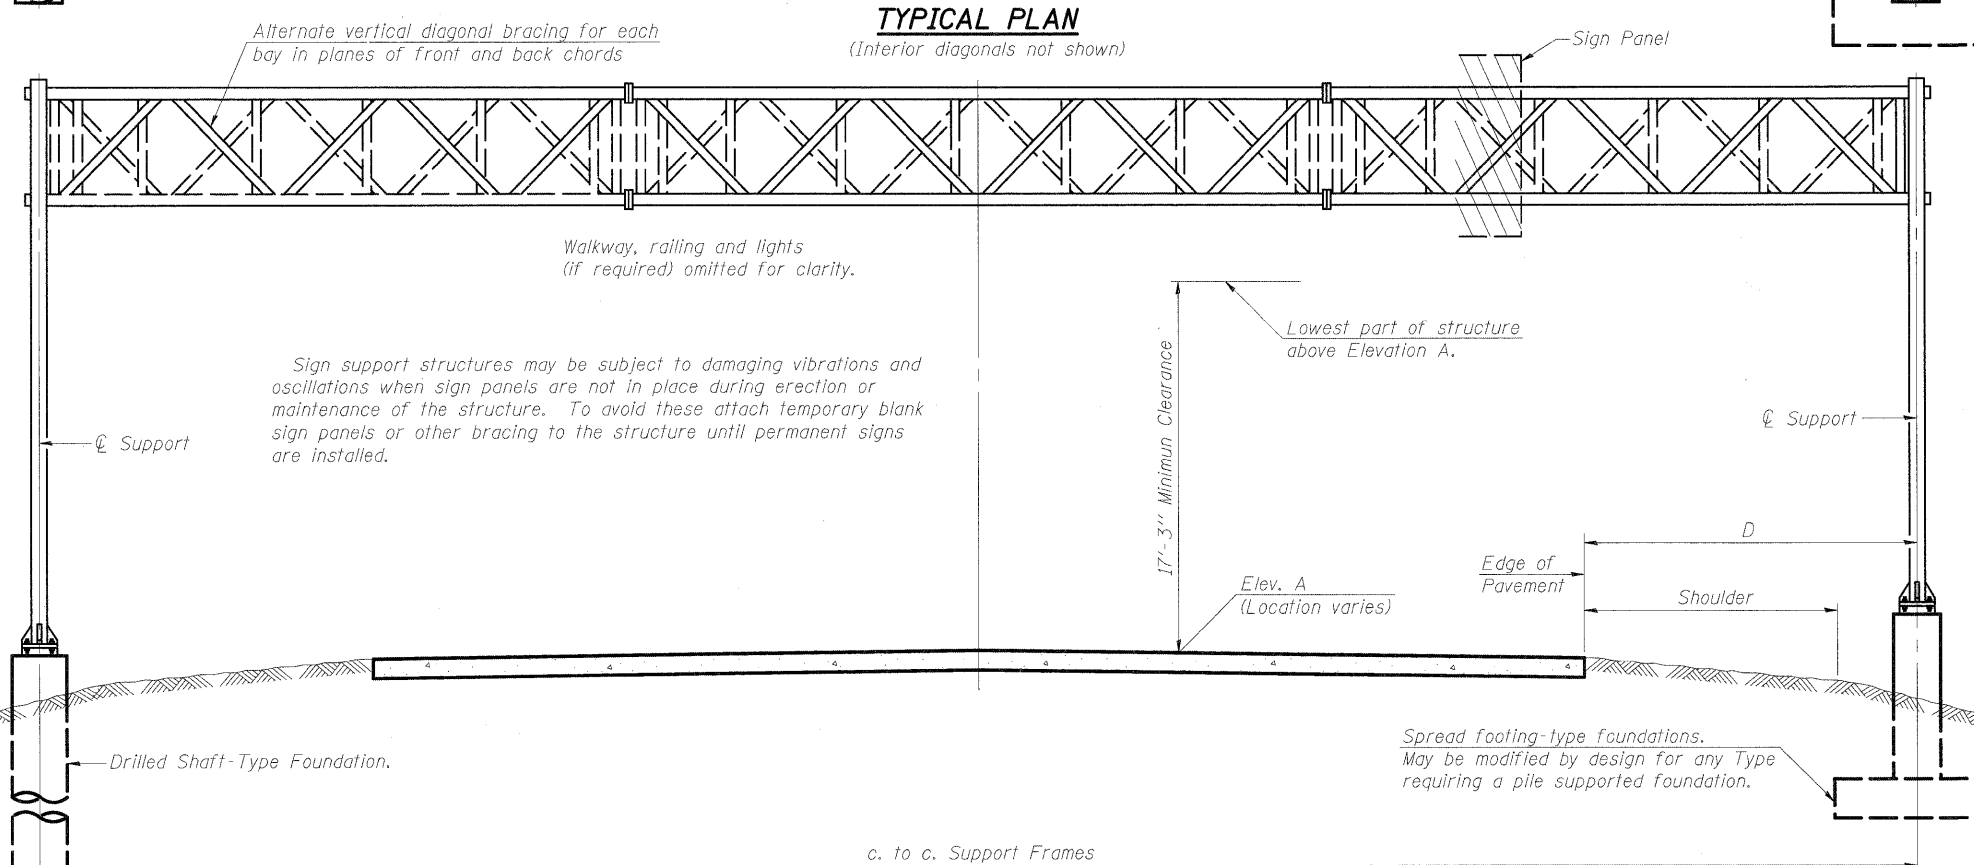 TYPICAL PLAN
(Interior diagonals not shown)
Alternate vertical diagonal bracing for each
bay in planes of front and back chords
Sign Panel
Walkway, railing and lights
(if required) omitted for clarity.
Lowest part of structure
above Elevation A.
Sign support structures may be subject to damaging vibrations and
oscillations when sign panels are not in place during erection or
maintenance of the structure. To avoid these attach temporary blank
sign panels or other bracing to the structure until permanent signs
are installed.
℄ Support
℄ Support
17'-3" Minimun Clearance
D
Edge of
Pavement
Elev. A
(Location varies)
Shoulder
Drilled Shaft-Type Foundation.
Spread footing-type foundations.
May be modified by design for any Type
requiring a pile supported foundation.
c. to c. Support Frames